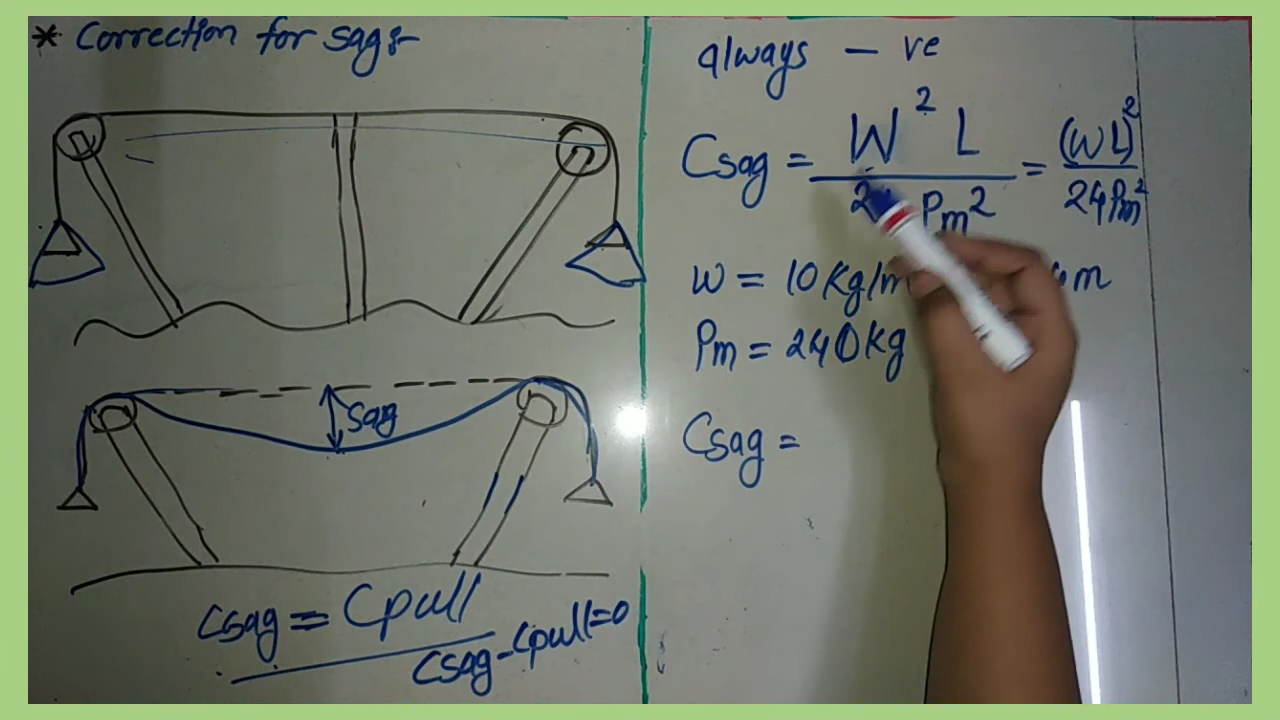 * Correction for sag:-
Sag
Csag = Cpull
Csag - Cpull = 0
always - ve
Csag = W² L / 2 Pm² = (WL)² / 24Pm²
W = 10 Kg/m m
Pm = 240 kg
Csag =